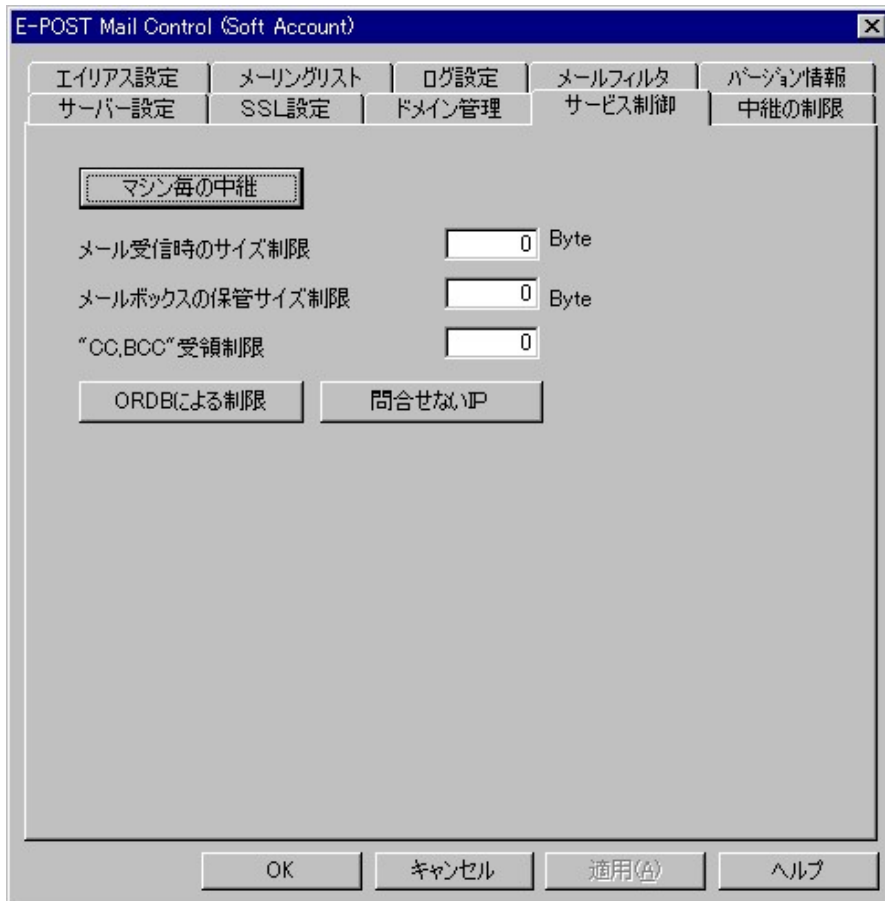 E-POST Mail Control (Soft Account)
エイリアス設定 メーリングリスト ログ設定 メールフィルタ バージョン情報
サーバー設定 SSL設定 ドメイン管理 サービス制御 中継の制限
マシン毎の中継
メール受信時のサイズ制限 0 Byte
メールボックスの保管サイズ制限 0 Byte
"CC,BCC"受領制限 0
ORDBによる制限 問合せないIP
OK キャンセル 適用(A) ヘルプ